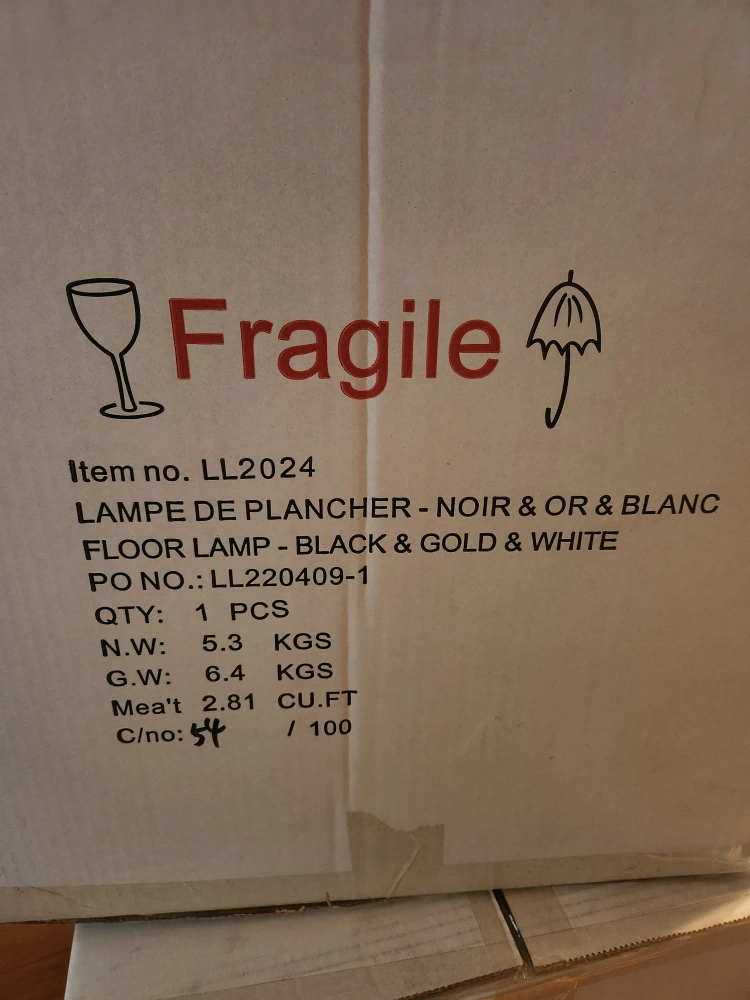 Fragile
Item no. LL2024
LAMPE DE PLANCHER - NOIR & OR & BLANC
FLOOR LAMP - BLACK & GOLD & WHITE
PO NO.: LL220409-1
QTY: 1 PCS
N.W: 5.3 KGS
G.W: 6.4 KGS
Mea't 2.81 CU.FT
C/no: 54 / 100